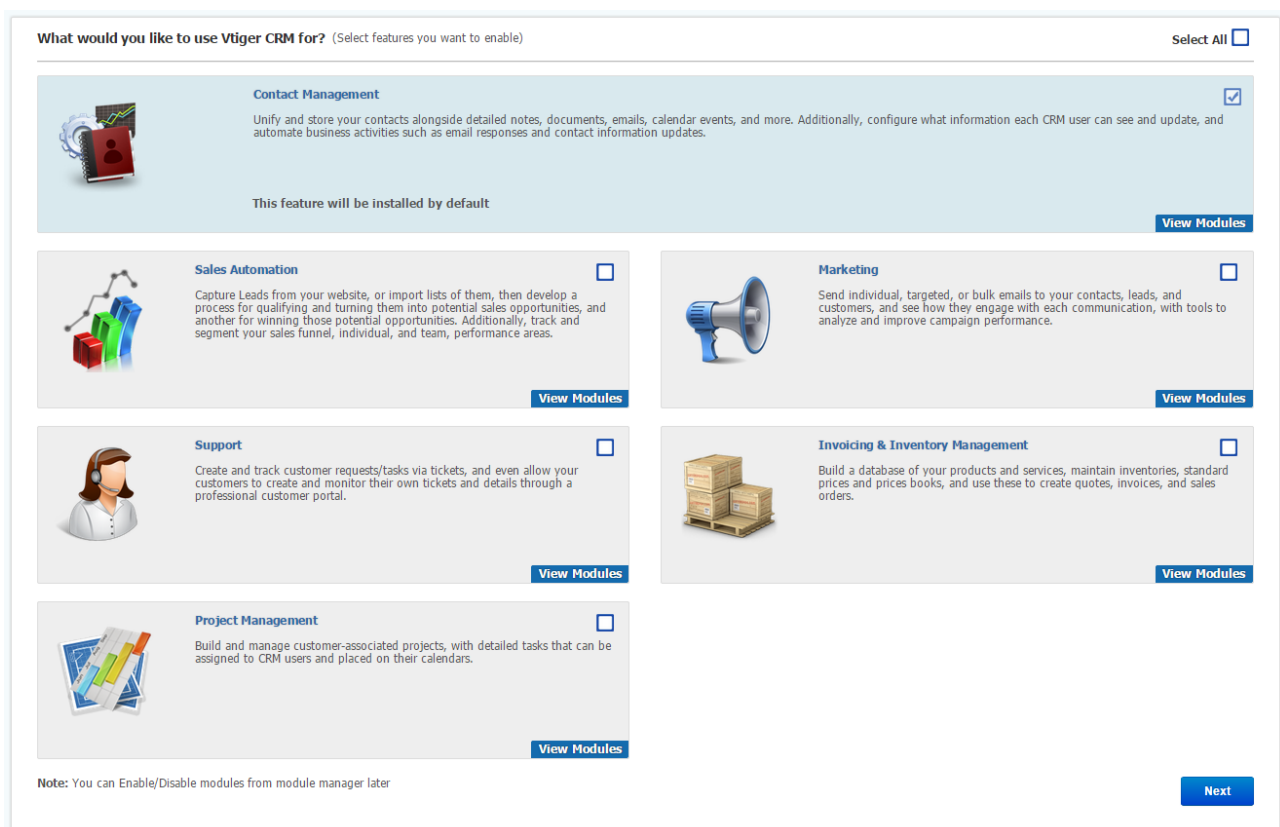 What would you like to use Vtiger CRM for? (Select features you want to enable)
Select All
Contact Management
Unify and store your contacts alongside detailed notes, documents, emails, calendar events, and more. Additionally, configure what information each CRM user can see and update, and
automate business activities such as email responses and contact information updates.
This feature will be installed by default
View Modules
Sales Automation
Capture Leads from your website, or import lists of them, then develop a
process for qualifying and turning them into potential sales opportunities, and
another for winning those potential opportunities. Additionally, track and
segment your sales funnel, individual, and team, performance areas.
View Modules
Marketing
Send individual, targeted, or bulk emails to your contacts, leads, and
customers, and see how they engage with each communication, with tools to
analyze and improve campaign performance.
View Modules
Support
Create and track customer requests/tasks via tickets, and even allow your
customers to create and monitor their own tickets and details through a
professional customer portal.
View Modules
Invoicing & Inventory Management
Build a database of your products and services, maintain inventories, standard
prices and prices books, and use these to create quotes, invoices, and sales
orders.
View Modules
Project Management
Build and manage customer-associated projects, with detailed tasks that can be
assigned to CRM users and placed on their calendars.
View Modules
Note: You can Enable/Disable modules from module manager later
Next